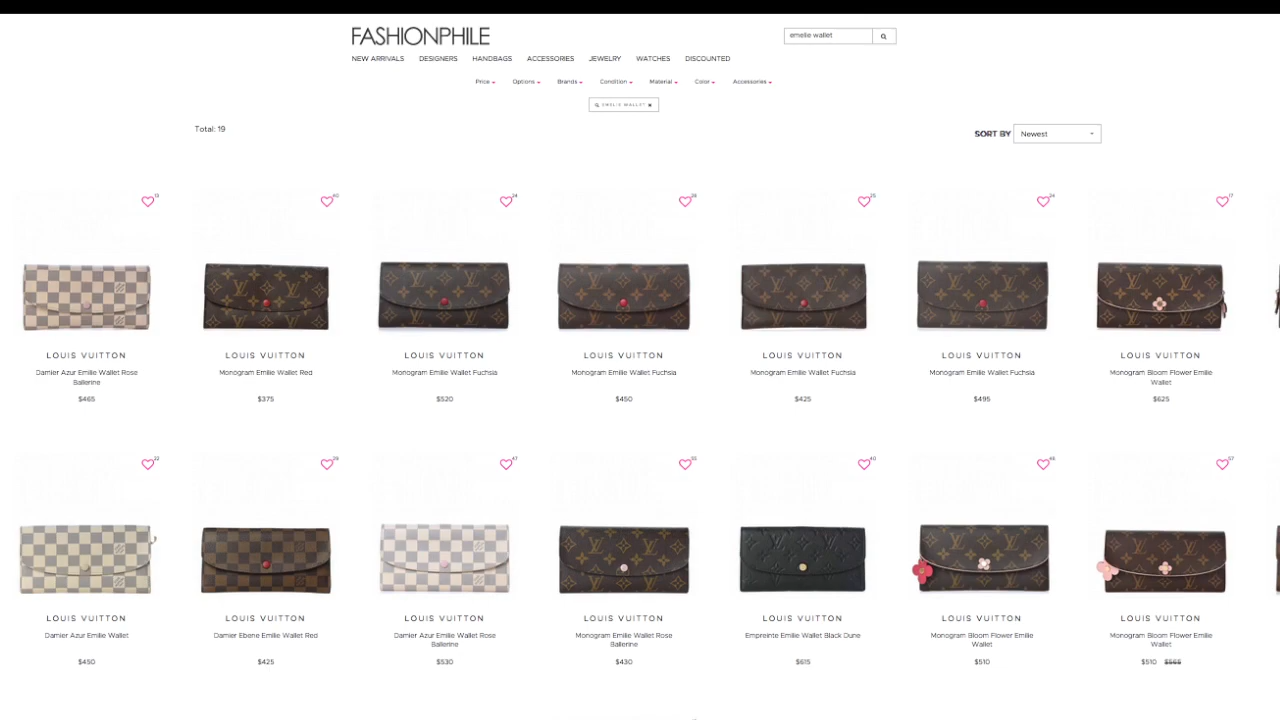 FASHIONPHILE
emelie wallet
NEW ARRIVALS DESIGNERS HANDBAGS ACCESSORIES JEWELRY WATCHES DISCOUNTED
Price Options Brands Condition Material Color Accessories
EMELIE WALLET ✖
Total: 19
SORT BY Newest
LOUIS VUITTON LOUIS VUITTON LOUIS VUITTON LOUIS VUITTON LOUIS VUITTON LOUIS VUITTON LOUIS VUITTON
Damier Azur Emilie Wallet Rose Monogram Emilie Wallet Red Monogram Emilie Wallet Fuchsia Monogram Emilie Wallet Fuchsia Monogram Emilie Wallet Fuchsia Monogram Emilie Wallet Fuchsia Monogram Bloom Flower Emilie
Ballerine Wallet
$465 $375 $520 $450 $425 $495 $625
LOUIS VUITTON LOUIS VUITTON LOUIS VUITTON LOUIS VUITTON LOUIS VUITTON LOUIS VUITTON LOUIS VUITTON
Damier Azur Emilie Wallet Damier Ebene Emilie Wallet Red Damier Azur Emilie Wallet Rose Monogram Emilie Wallet Rose Empreinte Emilie Wallet Black Dune Monogram Bloom Flower Emilie Monogram Bloom Flower Emilie
Ballerine Ballerine Wallet Wallet
$450 $425 $530 $430 $615 $510 $510 $565